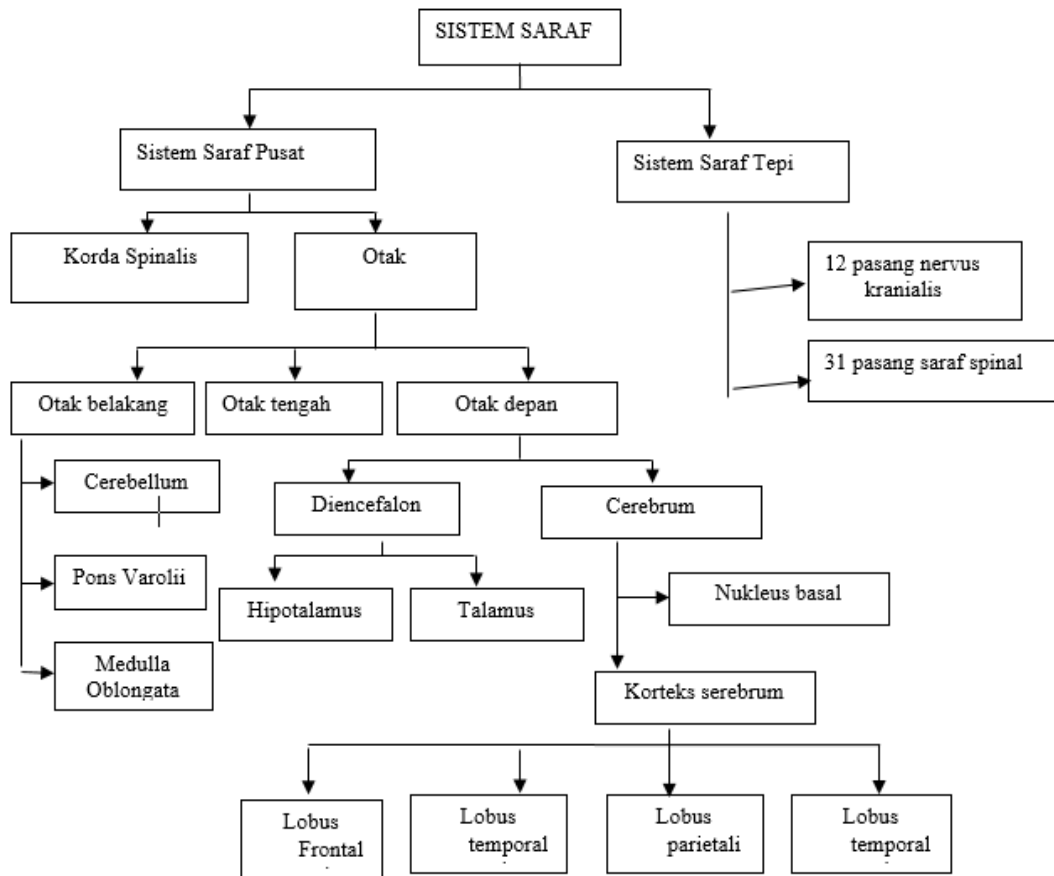 SISTEM SARAF
Sistem Saraf Pusat
Sistem Saraf Tepi
Korda Spinalis
Otak
12 pasang nervus
kranialis
31 pasang saraf spinal
Otak belakang
Otak tengah
Otak depan
Cerebellum
Diencefalon
Cerebrum
Pons Varolii
Hipotalamus
Talamus
Nukleus basal
Medulla
Oblongata
Korteks serebrum
Lobus
Frontal
Lobus
temporal
Lobus
parietali
Lobus
temporal